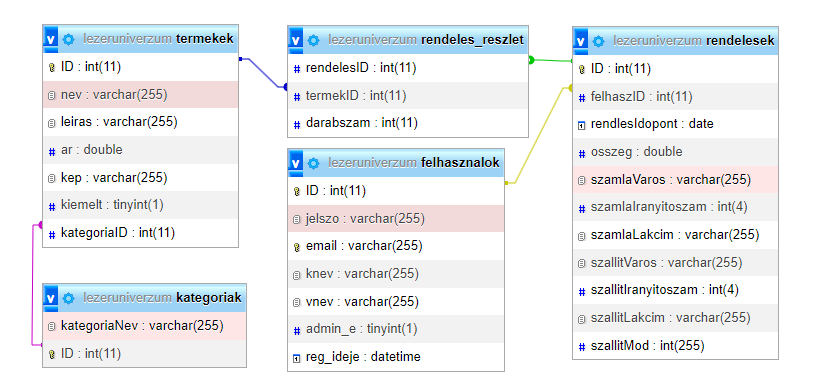 lezeruniverzum termekek
ID : int(11)
nev : varchar(255)
leiras : varchar(255)
ar : double
kep : varchar(255)
kiemelt : tinyint(1)
kategoriaID : int(11)
lezeruniverzum kategoriak
kategoriaNev : varchar(255)
ID : int(11)
lezeruniverzum rendeles_reszlet
rendelesID : int(11)
termekID : int(11)
darabszam : int(11)
lezeruniverzum felhasznalok
ID : int(11)
jelszo : varchar(255)
email : varchar(255)
knev : varchar(255)
vnev : varchar(255)
admin_e : tinyint(1)
reg_ideje : datetime
lezeruniverzum rendelesek
ID : int(11)
felhaszID : int(11)
rendlesIdopont : date
osszeg : double
szamlaVaros : varchar(255)
szamlaIranyitoszam : int(4)
szamlaLakcim : varchar(255)
szallitVaros : varchar(255)
szallitIranyitoszam : int(4)
szallitLakcim : varchar(255)
szallitMod : int(255)